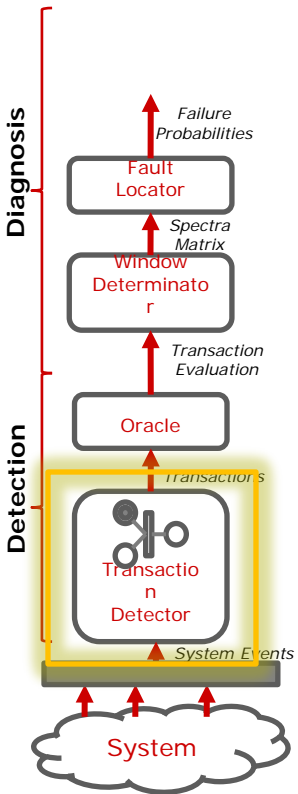 Failure
Probabilities
Diagnosis
Fault
Locator
Spectra
Matrix
Window
Determinato
r
Transaction
Evaluation
Oracle
Detection
Transactions
Transactio
n
Detector
System Events
System